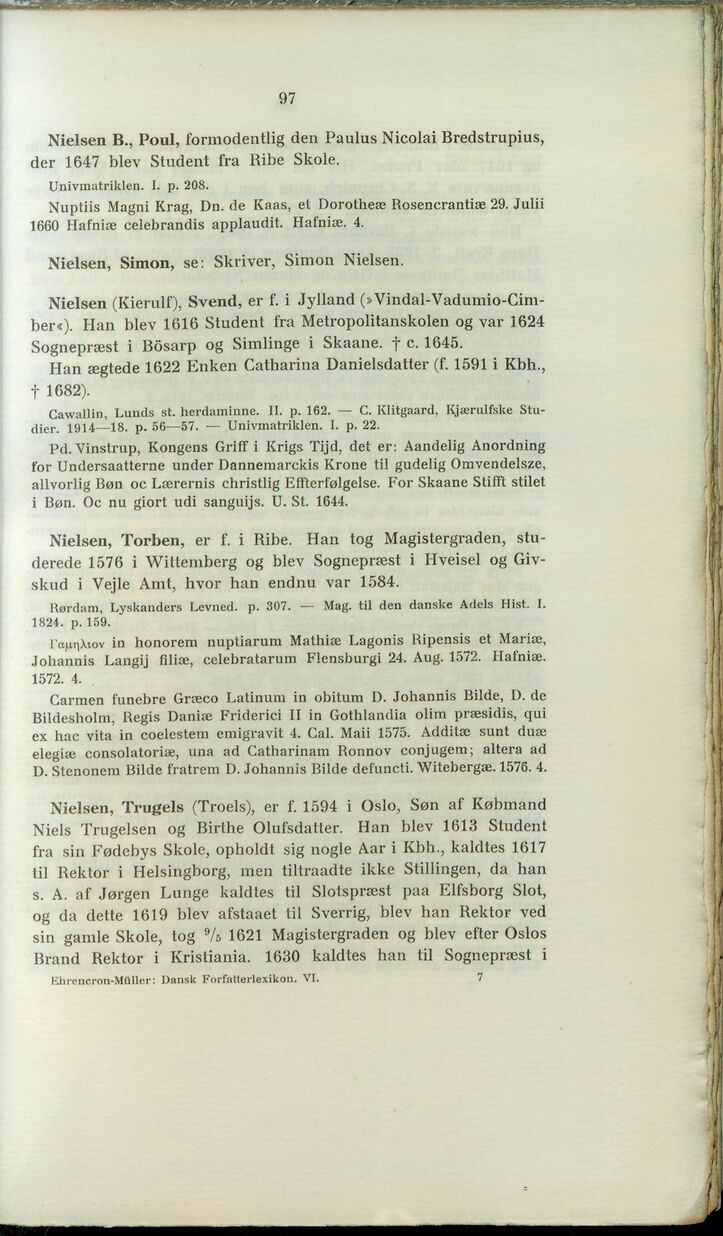 97
Nielsen B., Poul, formodentlig den Paulus Nicolai Bredstrupius,
der 1647 blev Student fra Ribe Skole.
Univmatriklen. I. p. 208.
Nuptiis Magni Krag, Dn. de Kaas, et Dorotheæ Rosencrantiæ 29. Julii
1660 Hafniæ celebrandis applaudit. Hafniæ. 4.
Nielsen, Simon, se: Skriver, Simon Nielsen.
Nielsen (Kierulf), Svend, er f. i Jylland (»Vindal-Vadumio-Cim-
ber«). Han blev 1616 Student fra Metropolitanskolen og var 1624
Sognepræst i Bösarp og Simlinge i Skaane. † c. 1645.
Han ægtede 1622 Enken Catharina Danielsdatter (f. 1591 i Kbh.,
† 1682).
Cawallin, Lunds st. herdaminne. II. p. 162. — C. Klitgaard, Kjærulfske Stu-
dier. 1914—18. p. 56—57. — Univmatriklen. I. p. 22.
Pd. Vinstrup, Kongens Griff i Krigs Tijd, det er: Aandelig Anordning
for Undersaatterne under Dannemarckis Krone til gudelig Omvendelsze,
allvorlig Bøn oc Lærernis christlig Effterfølgelse. For Skaane Stifft stilet
i Bøn. Oc nu giort udi sanguijs. U. St. 1644.
Nielsen, Torben, er f. i Ribe. Han tog Magistergraden, stu-
derede 1576 i Wittemberg og blev Sognepræst i Hveisel og Giv-
skud i Vejle Amt, hvor han endnu var 1584.
Rørdam, Lyskanders Levned. p. 307. — Mag. til den danske Adels Hist. I.
1824. p. 159.
Γαμηλιον in honorem nuptiarum Mathiæ Lagonis Ripensis et Mariæ,
Johannis Langij filiæ, celebratarum Flensburgi 24. Aug. 1572. Hafniæ.
1572. 4.
Carmen funebre Græco Latinum in obitum D. Johannis Bilde, D. de
Bildesholm, Regis Daniæ Friderici II in Gothlandia olim præsidis, qui
ex hac vita in coelestem emigravit 4. Cal. Maii 1575. Additæ sunt duæ
elegiæ consolatoriæ, una ad Catharinam Ronnov conjugem; altera ad
D. Stenonem Bilde fratrem D. Johannis Bilde defuncti. Witebergæ. 1576. 4.
Nielsen, Trugels (Troels), er f. 1594 i Oslo, Søn af Købmand
Niels Trugelsen og Birthe Olufsdatter. Han blev 1613 Student
fra sin Fødebys Skole, opholdt sig nogle Aar i Kbh., kaldtes 1617
til Rektor i Helsingborg, men tiltraadte ikke Stillingen, da han
s. A. af Jørgen Lunge kaldtes til Slotspræst paa Elfsborg Slot,
og da dette 1619 blev afstaaet til Sverrig, blev han Rektor ved
sin gamle Skole, tog 9/5 1621 Magistergraden og blev efter Oslos
Brand Rektor i Kristiania. 1630 kaldtes han til Sognepræst i
Ehrencron-Müller: Dansk Forfatterlexikon. VI. 7